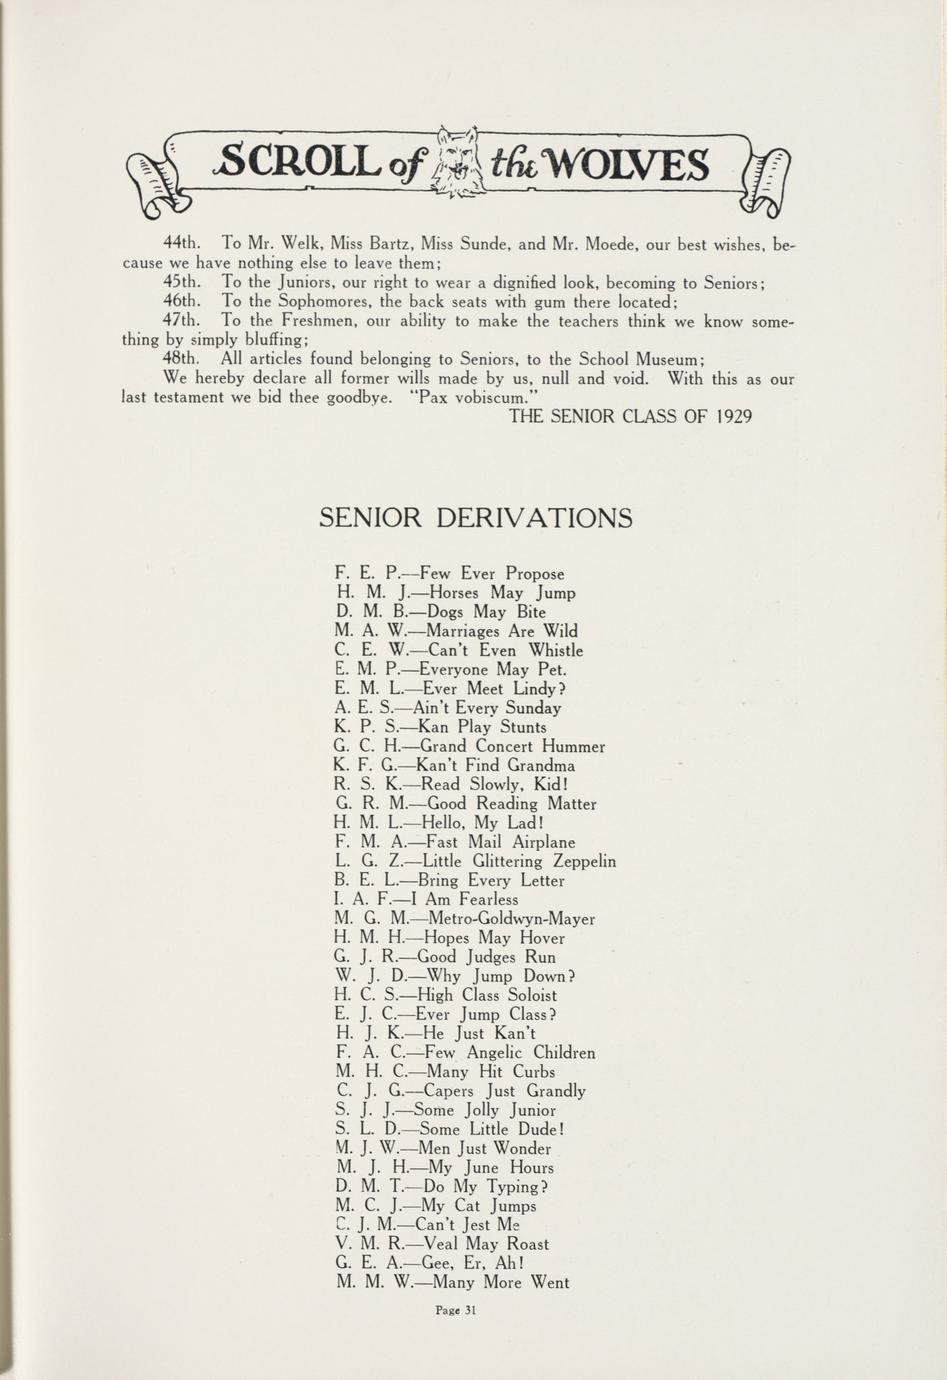 SCROLL of the WOLVES
44th. To Mr. Welk, Miss Bartz, Miss Sunde, and Mr. Moede, our best wishes, be-
cause we have nothing else to leave them;
45th. To the Juniors, our right to wear a dignified look, becoming to Seniors;
46th. To the Sophomores, the back seats with gum there located;
47th. To the Freshmen, our ability to make the teachers think we know some-
thing by simply bluffing;
48th. All articles found belonging to Seniors, to the School Museum;
We hereby declare all former wills made by us, null and void. With this as our
last testament we bid thee goodbye. "Pax vobiscum."
THE SENIOR CLASS OF 1929
SENIOR DERIVATIONS
F. E. P.—Few Ever Propose
H. M. J.—Horses May Jump
D. M. B.—Dogs May Bite
M. A. W.—Marriages Are Wild
C. E. W.—Can't Even Whistle
E. M. P.—Everyone May Pet.
E. M. L.—Ever Meet Lindy?
A. E. S.—Ain't Every Sunday
K. P. S.—Kan Play Stunts
G. C. H.—Grand Concert Hummer
K. F. G.—Kan't Find Grandma
R. S. K.—Read Slowly, Kid!
G. R. M.—Good Reading Matter
H. M. L.—Hello, My Lad!
F. M. A.—Fast Mail Airplane
L. G. Z.—Little Glittering Zeppelin
B. E. L.—Bring Every Letter
I. A. F.—I Am Fearless
M. G. M.—Metro-Goldwyn-Mayer
H. M. H.—Hopes May Hover
G. J. R.—Good Judges Run
W. J. D.—Why Jump Down?
H. C. S.—High Class Soloist
E. J. C.—Ever Jump Class?
H. J. K.—He Just Kan't
F. A. C.—Few Angelic Children
M. H. C.—Many Hit Curbs
C. J. G.—Capers Just Grandly
S. J. J.—Some Jolly Junior
S. L. D.—Some Little Dude!
M. J. W.—Men Just Wonder
M. J. H.—My June Hours
D. M. T.—Do My Typing?
M. C. J.—My Cat Jumps
C. J. M.—Can't Jest Me
V. M. R.—Veal May Roast
G. E. A.—Gee, Er, Ah!
M. M. W.—Many More Went
Page 31